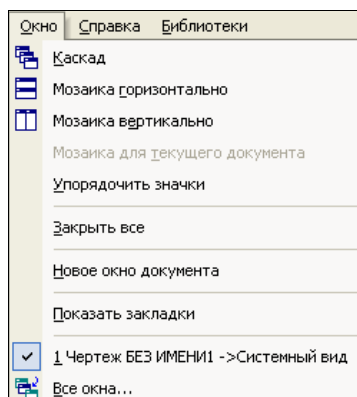 Окно Справка Библиотеки
Каскад
Мозаика горизонтально
Мозаика вертикально
Мозаика для текущего документа
Упорядочить значки
Закрыть все
Новое окно документа
Показать закладки
1 Чертеж БЕЗ ИМЕНИ1 ->Системный вид
Все окна...